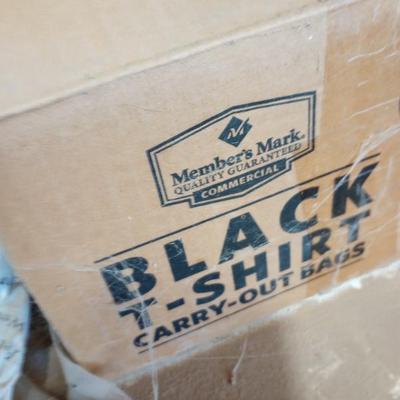 Member's Mark®
QUALITY GUARANTEED
COMMERCIAL
BLACK
T-SHIRT
CARRY-OUT BAGS